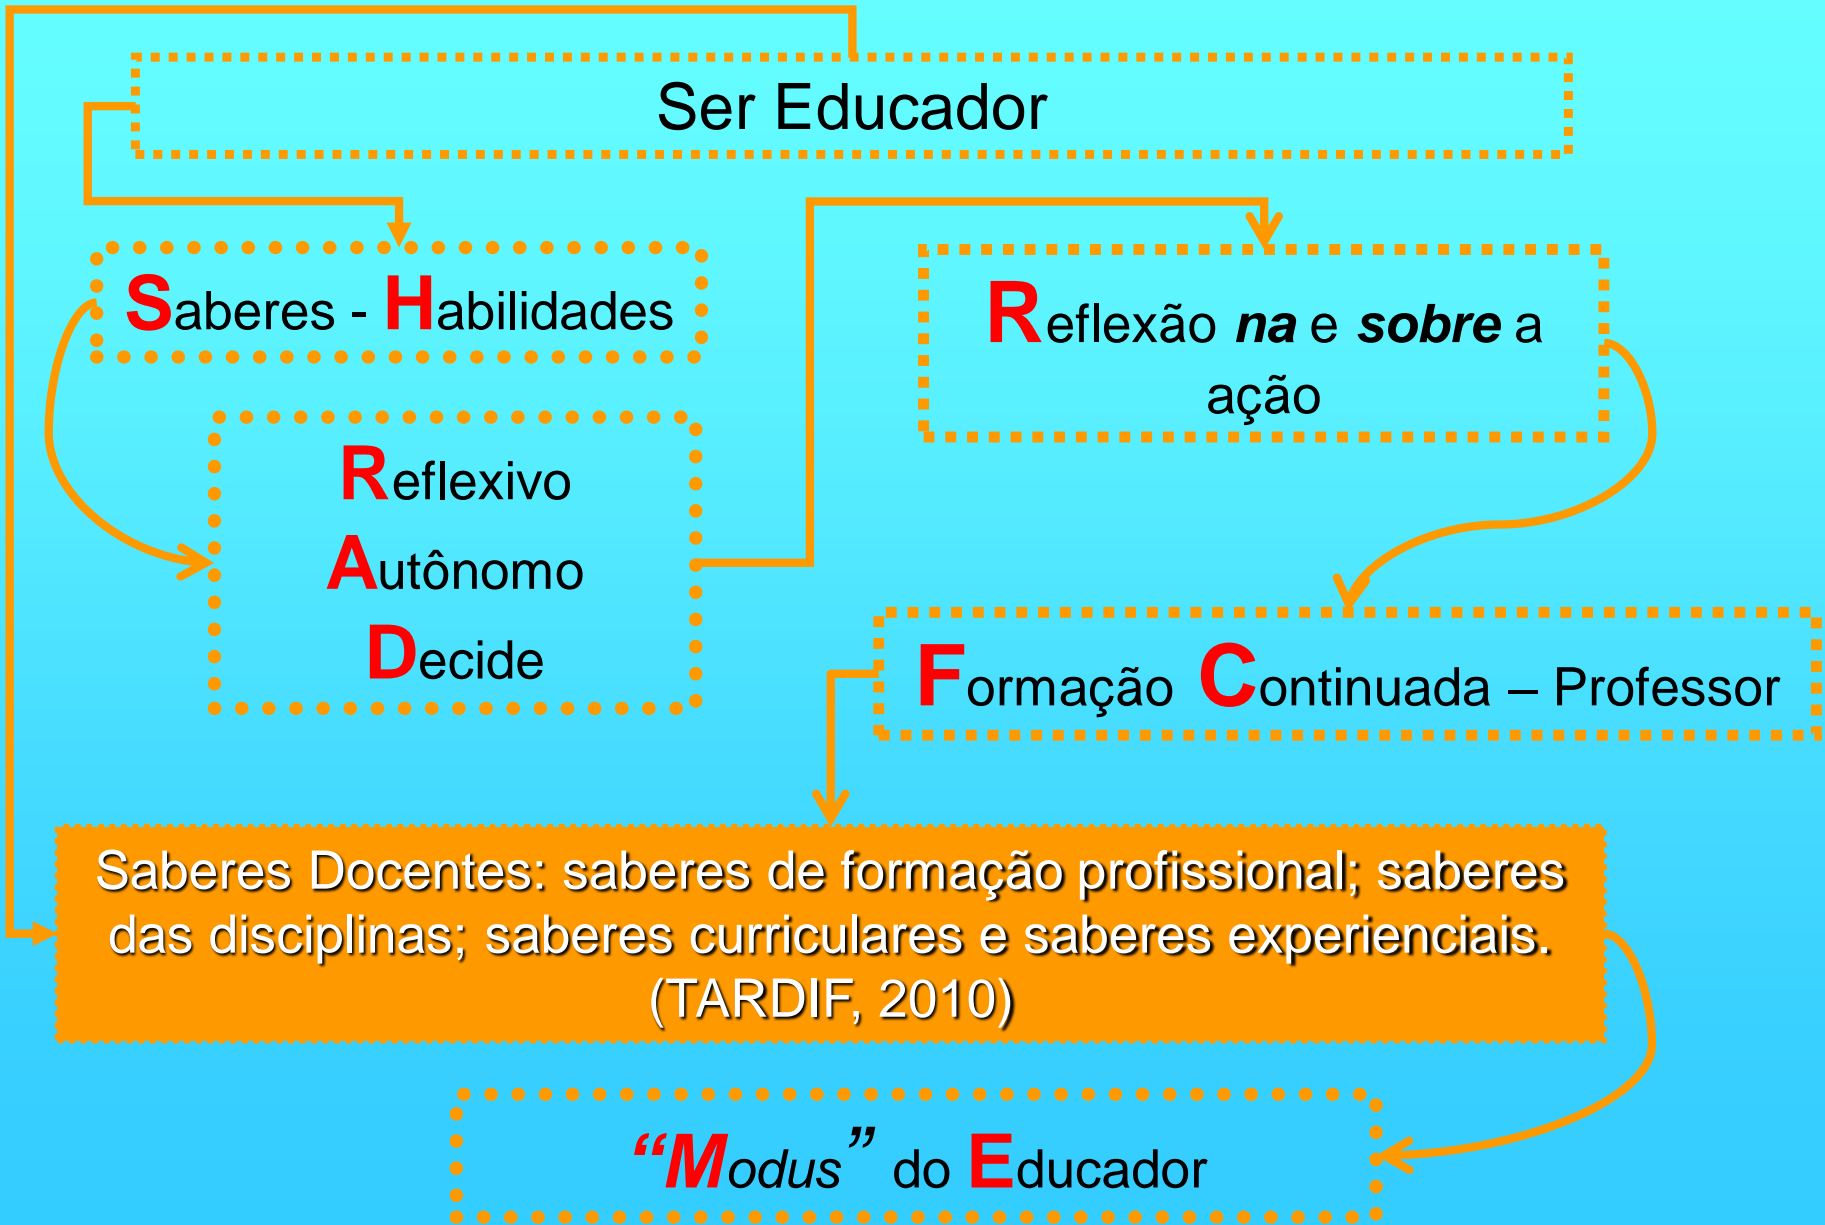 Ser Educador
Saberes - Habilidades
Reflexão na e sobre a
ação
Reflexivo
Autônomo
Decide
Formação Continuada – Professor
Saberes Docentes: saberes de formação profissional; saberes
das disciplinas; saberes curriculares e saberes experienciais.
(TARDIF, 2010)
“Modus” do Educador